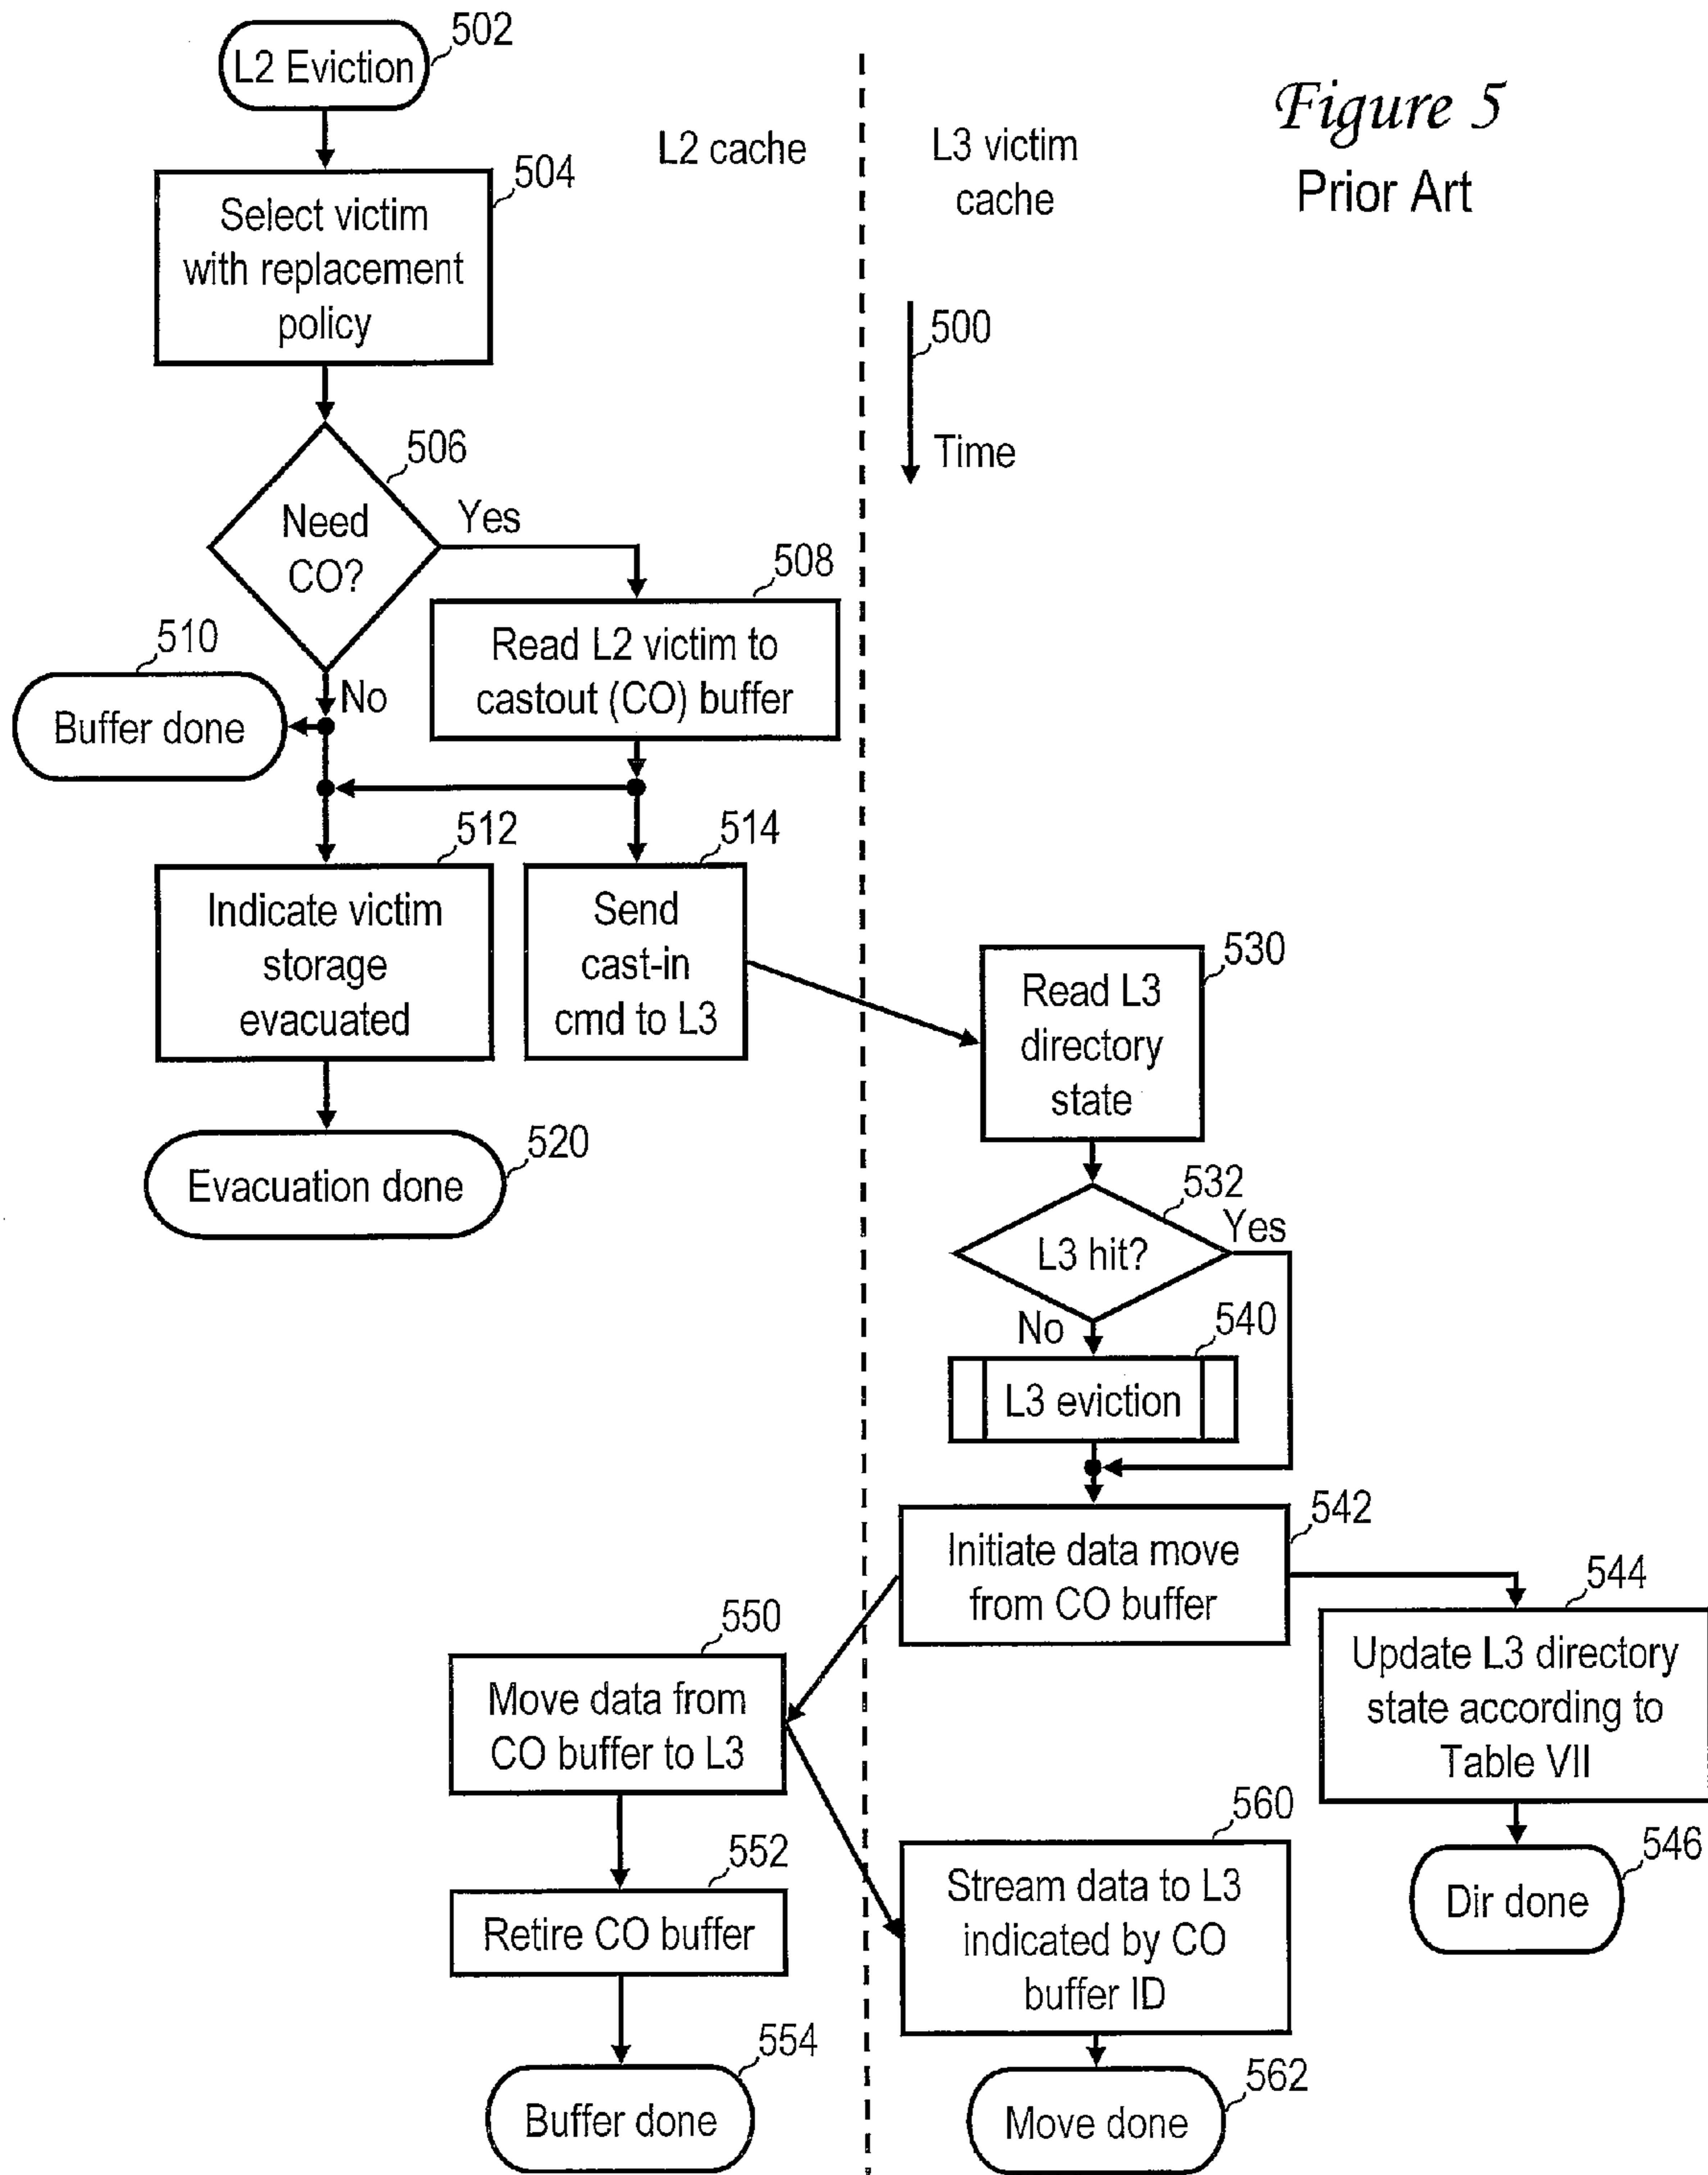 Figure 5
Prior Art
L2 cache
L3 victim
cache
500
Time
502
L2 Eviction
504
Select victim
with replacement
policy
506
Need
CO?
Yes
No
508
Read L2 victim to
castout (CO) buffer
510
Buffer done
512
Indicate victim
storage
evacuated
514
Send
cast-in
cmd to L3
520
Evacuation done
530
Read L3
directory
state
532
L3 hit?
Yes
No
540
L3 eviction
542
Initiate data move
from CO buffer
544
Update L3 directory
state according to
Table VII
546
Dir done
550
Move data from
CO buffer to L3
552
Retire CO buffer
554
Buffer done
560
Stream data to L3
indicated by CO
buffer ID
562
Move done